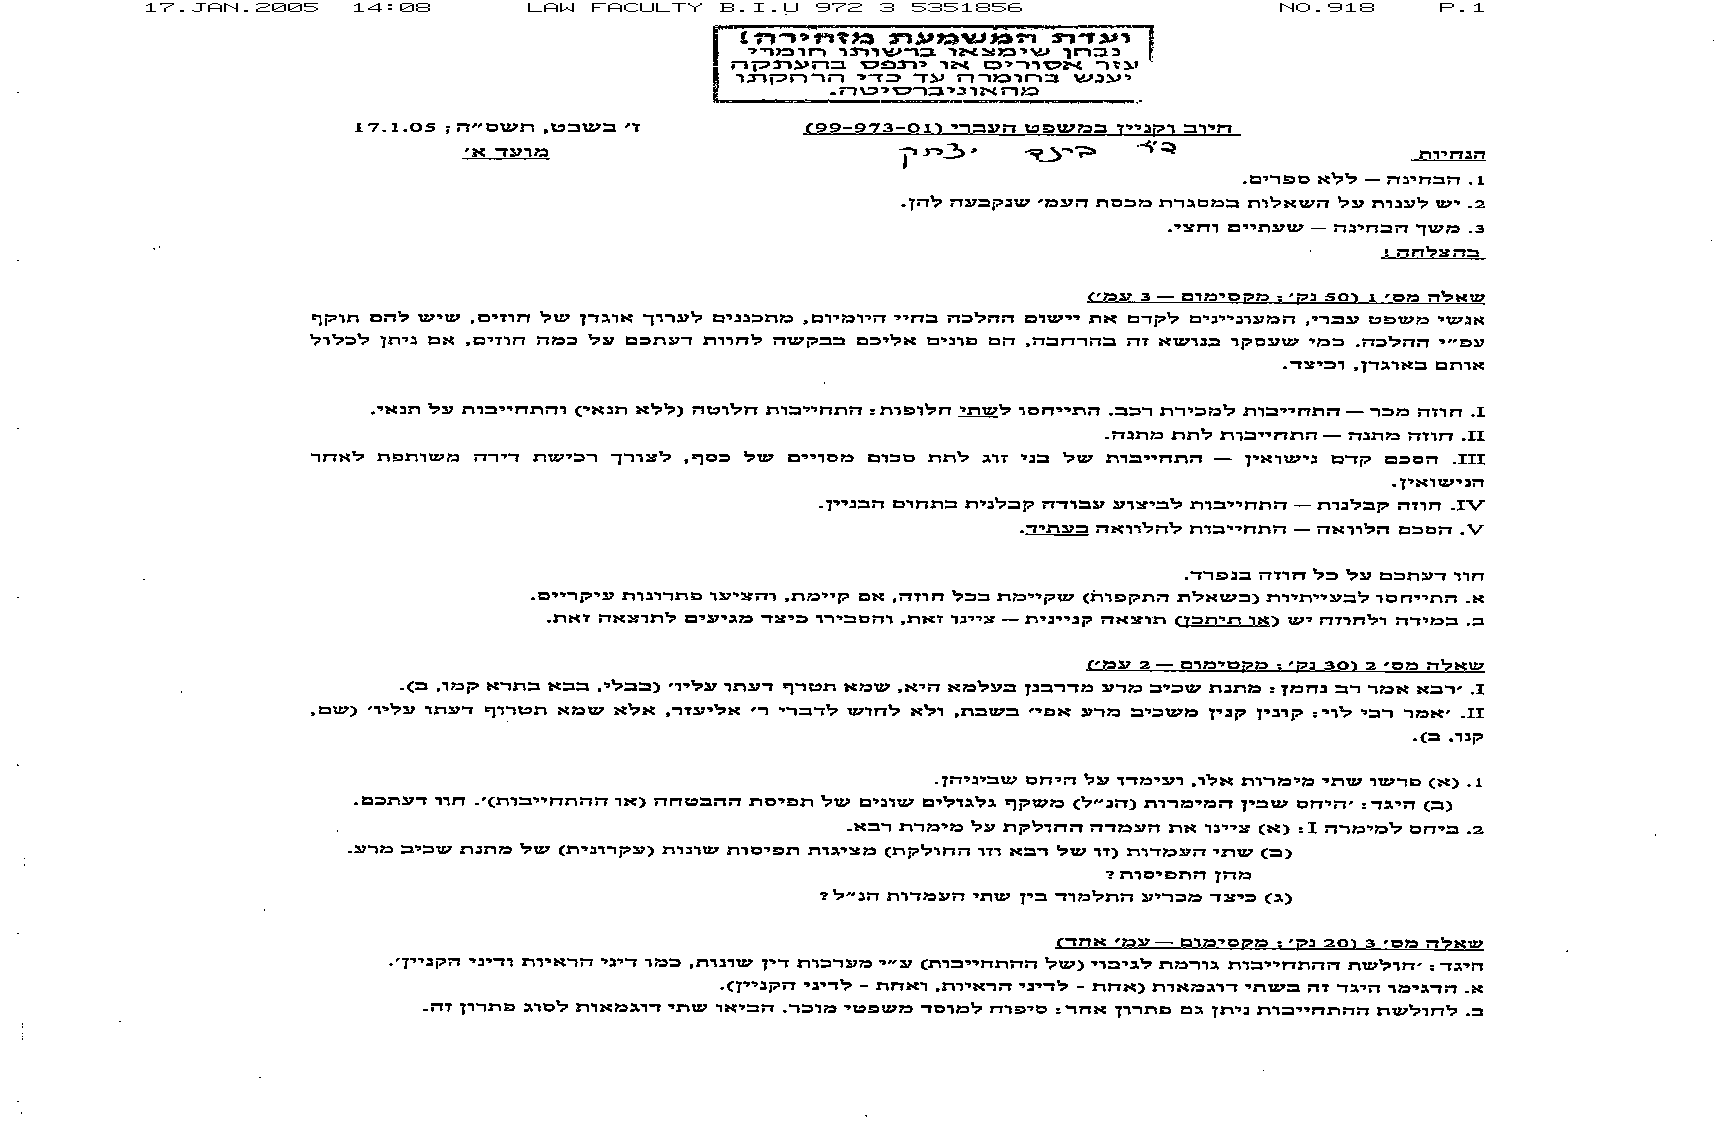 17.JAN.2005 14:08 LAW FACULTY B.I.U 972 3 5351856 NO.918 P.1
ועדת המשמעת מזהירה!
נבחן שימצאו ברשותו חומרי
עזר אסורים או יתפס בהעתקה
יענש בחומרה עד כדי הרחקתו
מהאוניברסיטה.
חיוב וקניין במשפט העברי (99-973-01) ז' בשבט, תשס"ה; 17.1.05
הנחיות ד"ר יצחק מועד א'
1. הבחינה – ללא ספרים.
2. יש לענות על השאלות במסגרת מכסת העמ' שנקבעה להן.
3. משך הבחינה – שעתיים וחצי.
בהצלחה!
שאלה מס' 1 (50 נק'; מקסימום – 3 עמ')
אנשי משפט עברי, המעוניינים לקדם את יישום ההלכה בחיי היומיום, מתכננים לערוך אוגדן של חוזים, שיש להם תוקף
עפ"י ההלכה. כמי שעסקו בנושא זה בהרחבה, הם פונים אליכם בבקשה לחוות דעתכם על כמה חוזים, אם ניתן לכלול
אותם באוגדן, וכיצד.
I. חוזה מכר – התחייבות למכירת רכב. התייחסו לשתי חלופות: התחייבות חלוטה (ללא תנאי) והתחייבות על תנאי.
II. חוזה מתנה – התחייבות לתת מתנה.
III. הסכם קדם נישואין – התחייבות של בני זוג לתת סכום מסויים של כסף, לצורך רכישת דירה משותפת לאחר
הנישואין.
IV. חוזה קבלנות – התחייבות לביצוע עבודה קבלנית בתחום הבניין.
V. הסכם הלוואה – התחייבות להלוואה בעתיד.
חוו דעתכם על כל חוזה בנפרד.
א. התייחסו לבעייתיות (בשאלת התקפות) שקיימת בכל חוזה, אם קיימת, והציעו פתרונות עיקריים.
ב. במידה ולחוזה יש (או תיתכן) תוצאה קניינית – ציינו זאת, והסבירו כיצד מגיעים לתוצאה זאת.
שאלה מס' 2 (30 נק'; מקסימום – 2 עמ')
I. 'רבא אמר רב נחמן: מתנת שכיב מרע מדרבנן בעלמא היא, שמא תטרף דעתו עליו' (בבלי, בבא בתרא קמז, ב).
II. 'אמר רבי לוי: קונין קנין משכיב מרע אפי' בשבת, ולא לחוש לדברי ר' אליעזר, אלא שמא תטרוף דעתו עליו' (שם,
קנו, ב).
1. (א) פרשו שתי מימרות אלו, ועימדו על היחס שביניהן.
(ב) היגד: 'היחס שבין המימרות (הנ"ל) משקף גלגולים שונים של תפיסת ההבטחה (או ההתחייבות)'. חוו דעתכם.
2. ביחס למימרה I: (א) ציינו את העמדה החולקת על מימרת רבא.
(ב) שתי העמדות (זו של רבא וזו החולקת) מציגות תפיסות שונות (עקרונית) של מתנת שכיב מרע.
מהן התפיסות?
(ג) כיצד מכריע התלמוד בין שתי העמדות הנ"ל?
שאלה מס' 3 (20 נק'; מקסימום – עמ' אחד)
היגד: 'חולשת ההתחייבות גורמת לגיבוי (של ההתחייבות) ע"י מערכות דין שונות, כמו דיני הראיות ודיני הקניין'.
א. הדגימו היגד זה בשתי דוגמאות (אחת - לדיני הראיות, ואחת - לדיני הקניין).
ב. לחולשת ההתחייבות ניתן גם פתרון אחר: סיפוח למוסד משפטי מוכר. הביאו שתי דוגמאות לסוג פתרון זה.